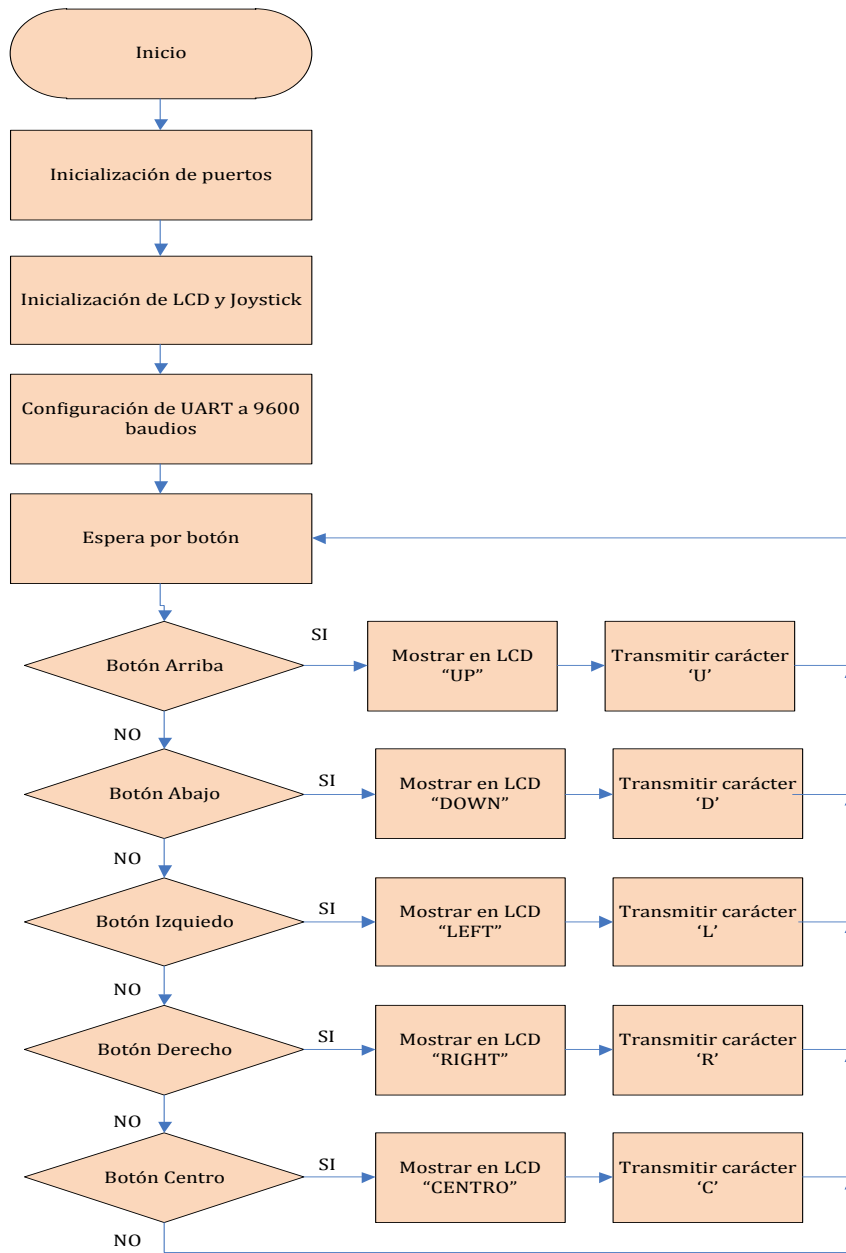 Inicio
Inicialización de puertos
Inicialización de LCD y Joystick
Configuración de UART a 9600
baudios
Espera por botón
Botón Arriba
SI
Mostrar en LCD
“UP”
Transmitir carácter
‘U’
NO
Botón Abajo
SI
Mostrar en LCD
“DOWN”
Transmitir carácter
‘D’
NO
Botón Izquiedo
SI
Mostrar en LCD
“LEFT”
Transmitir carácter
‘L’
NO
Botón Derecho
SI
Mostrar en LCD
“RIGHT”
Transmitir carácter
‘R’
NO
Botón Centro
SI
Mostrar en LCD
“CENTRO”
Transmitir carácter
‘C’
NO